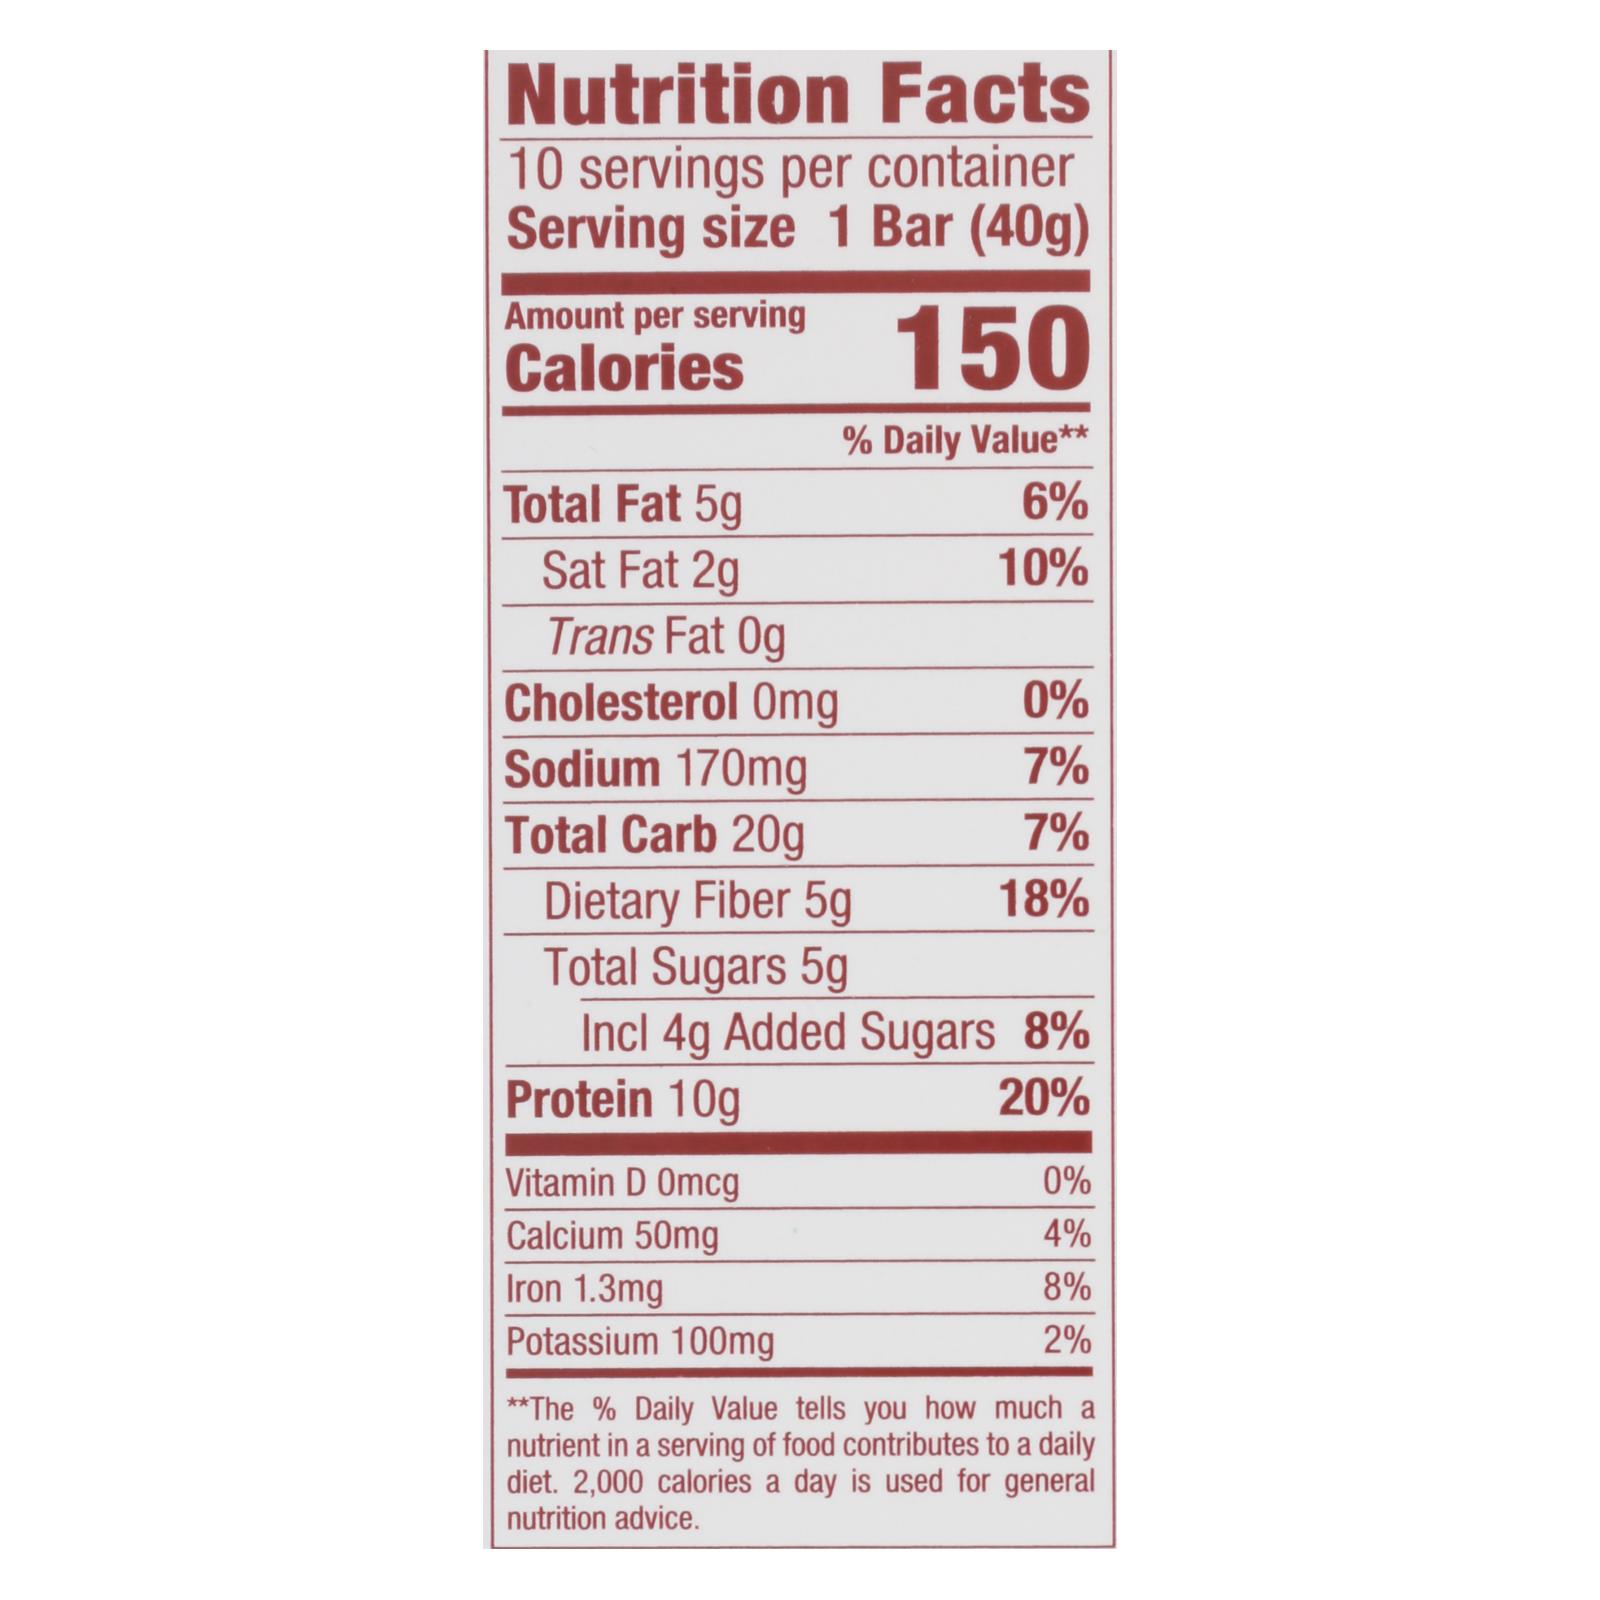 Nutrition Facts
10 servings per container
Serving size 1 Bar (40g)
Amount per serving
Calories 150
% Daily Value**
Total Fat 5g 6%
Sat Fat 2g 10%
Trans Fat 0g
Cholesterol 0mg 0%
Sodium 170mg 7%
Total Carb 20g 7%
Dietary Fiber 5g 18%
Total Sugars 5g
Incl 4g Added Sugars 8%
Protein 10g 20%
Vitamin D 0mcg 0%
Calcium 50mg 4%
Iron 1.3mg 8%
Potassium 100mg 2%
**The % Daily Value tells you how much a
nutrient in a serving of food contributes to a daily
diet. 2,000 calories a day is used for general
nutrition advice.